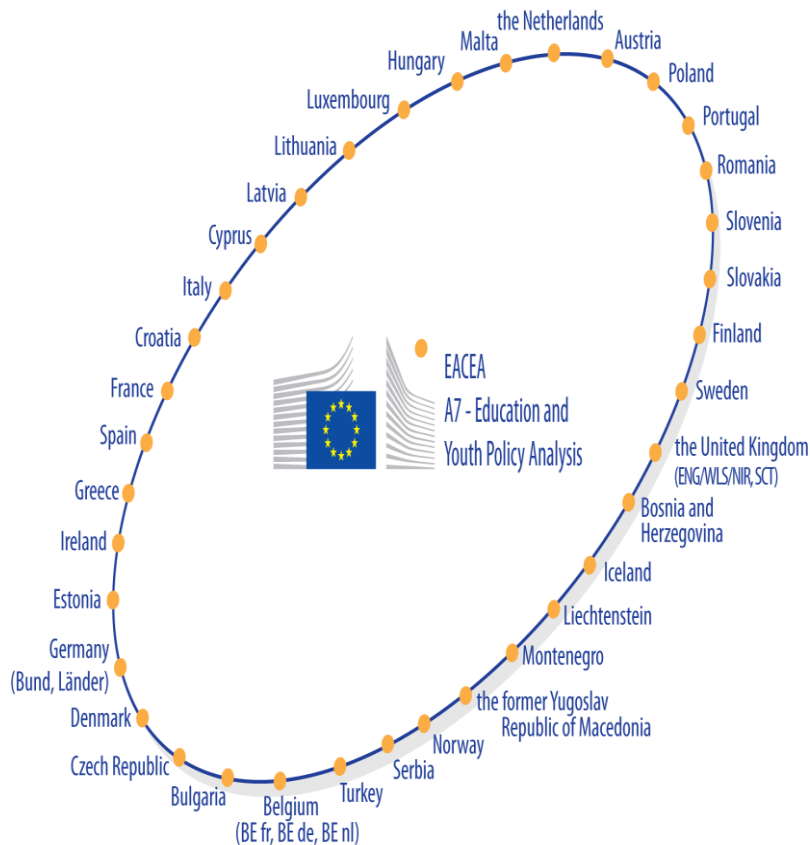 the Netherlands
Malta
Austria
Hungary
Poland
Luxembourg
Portugal
Lithuania
Romania
Latvia
Slovenia
Cyprus
Slovakia
Italy
Finland
Croatia
EACEA
France
Sweden
A7 - Education and
Spain
the United Kingdom
Youth Policy Analysis
(ENG/WLS/NIR, SCT)
Greece
Bosnia and
Herzegovina
Ireland
Iceland
Estonia
Liechtenstein
Germany
(Bund, Länder)
Montenegro
Denmark
the former Yugoslav
Republic of Macedonia
Norway
Czech Republic
Serbia
Bulgaria
Turkey
Belgium
(BE fr, BE de, BE nl)